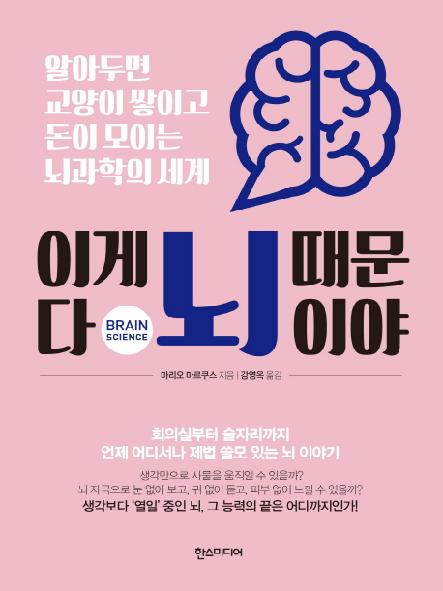 알아두면
교양이 쌓이고
돈이 모이는
뇌과학의 세계
이게 다 뇌 때문이야
BRAIN
SCIENCE
마리오 마르쿠스 지음 | 강영옥 옮김
회의실부터 술자리까지
언제 어디서나 제법 쓸모 있는 뇌 이야기
생각만으로 사물을 움직일 수 있을까?
뇌 자극으로 눈 없이 보고, 귀 없이 듣고, 피부 없이 느낄 수 있을까?
생각보다 '열일' 중인 뇌, 그 능력의 끝은 어디까지인가!
한스미디어